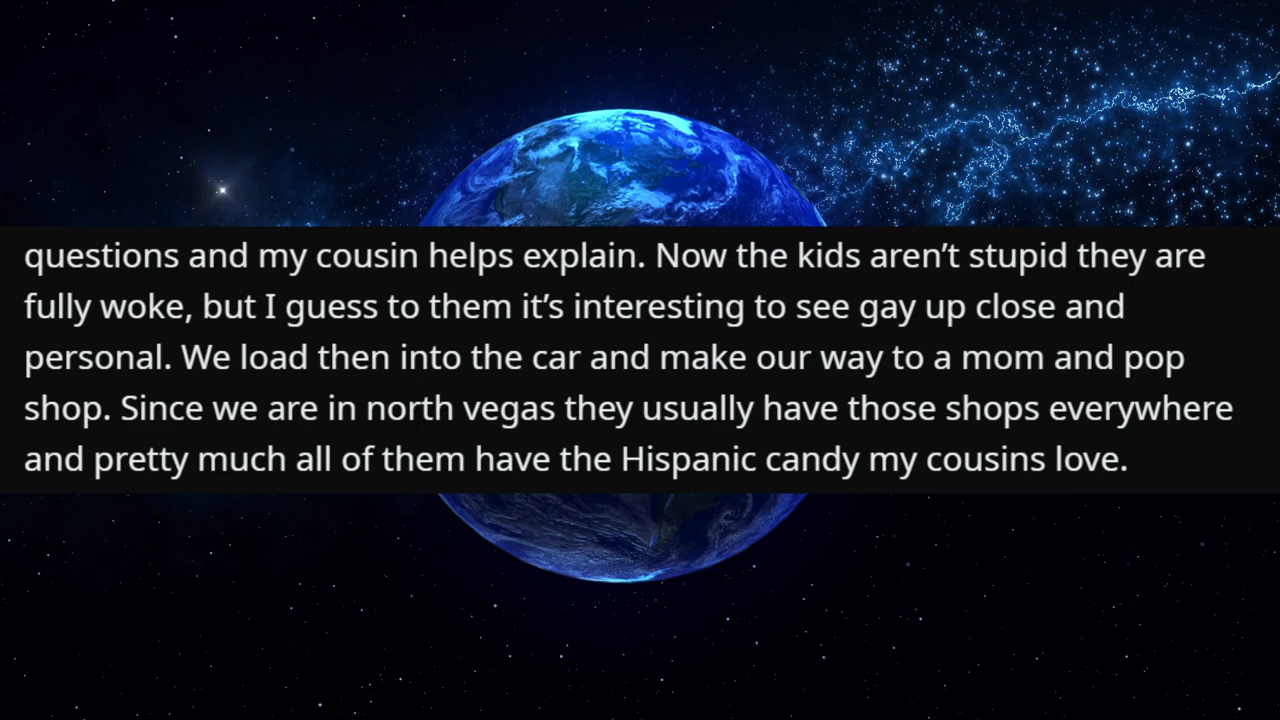 questions and my cousin helps explain. Now the kids aren’t stupid they are
fully woke, but I guess to them it’s interesting to see gay up close and
personal. We load then into the car and make our way to a mom and pop
shop. Since we are in north vegas they usually have those shops everywhere
and pretty much all of them have the Hispanic candy my cousins love.